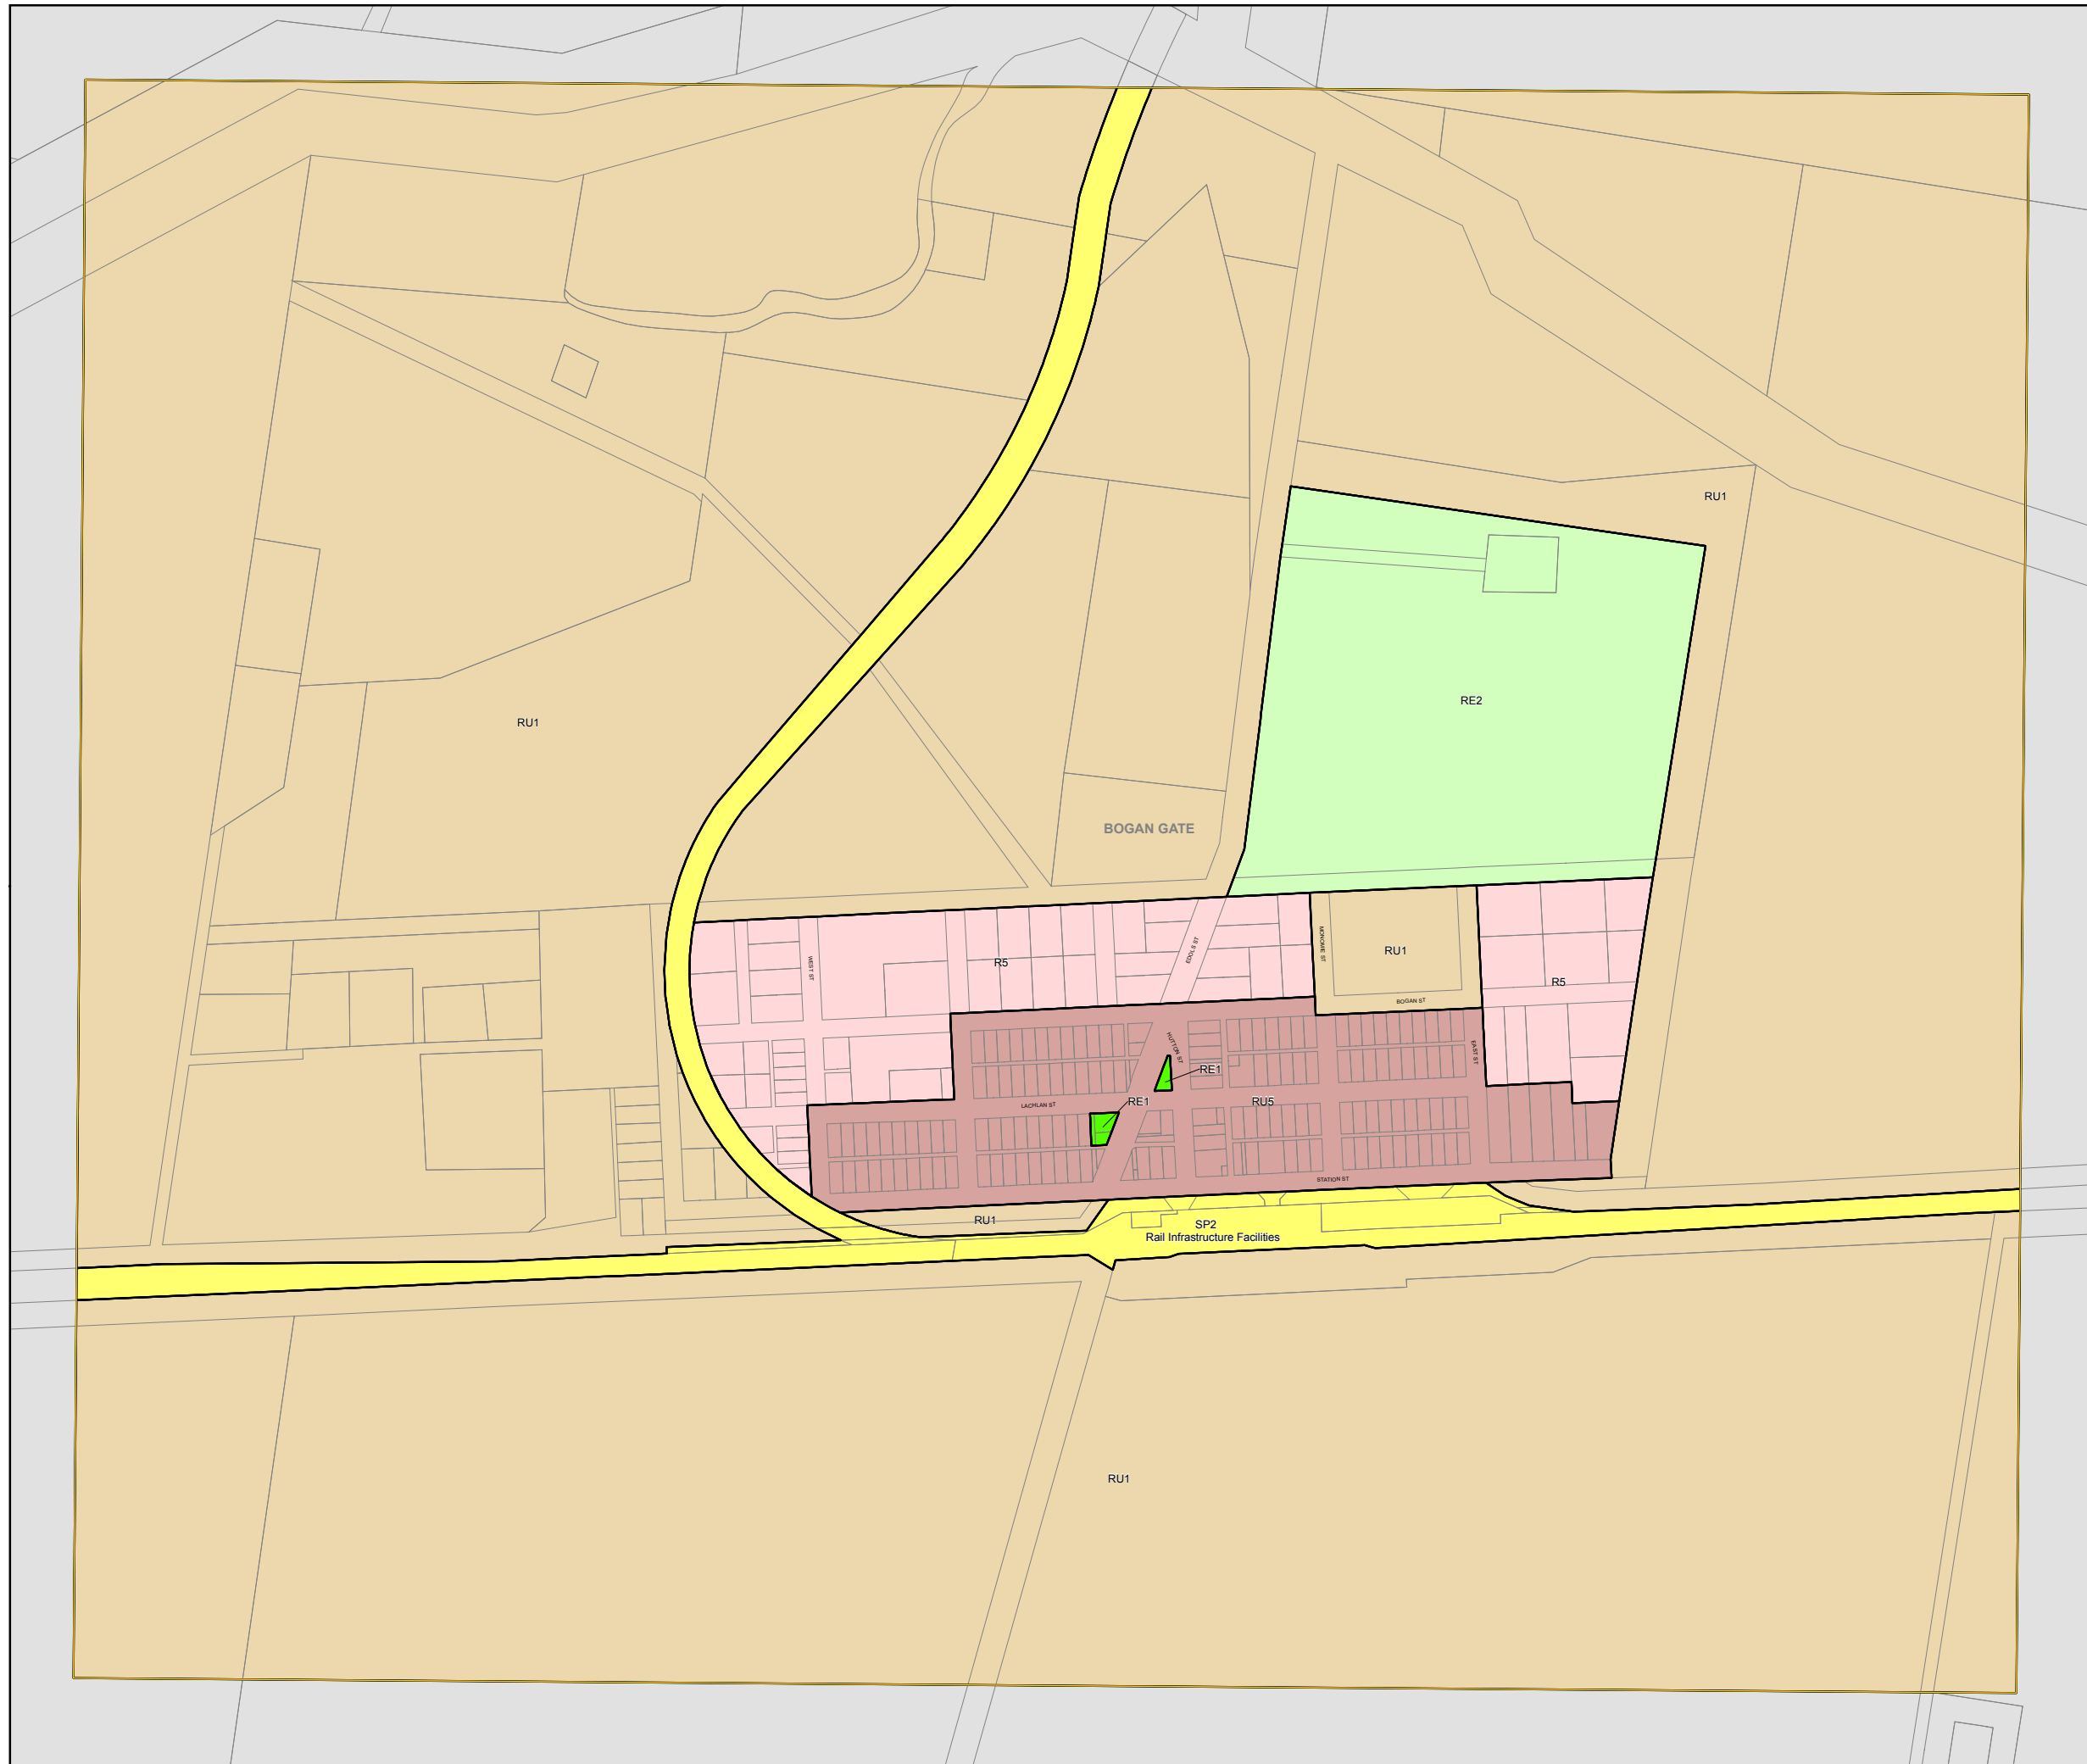 RU1
RE2
RU1
BOGAN GATE
EDOLS ST
MONOMIE ST
RU1
WEST ST
R5
R5
BOGAN ST
HUTTON ST
EAST ST
RE1
RE1
RU5
LACHLAN ST
STATION ST
RU1
SP2
Rail Infrastructure Facilities
RU1